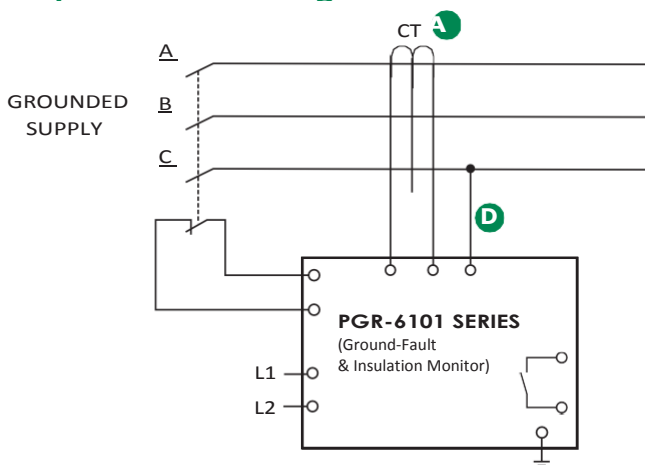 CT A
A
GROUNDED
SUPPLY
B
C
D
PGR-6101 SERIES
(Ground-Fault
& Insulation Monitor)
L1
L2